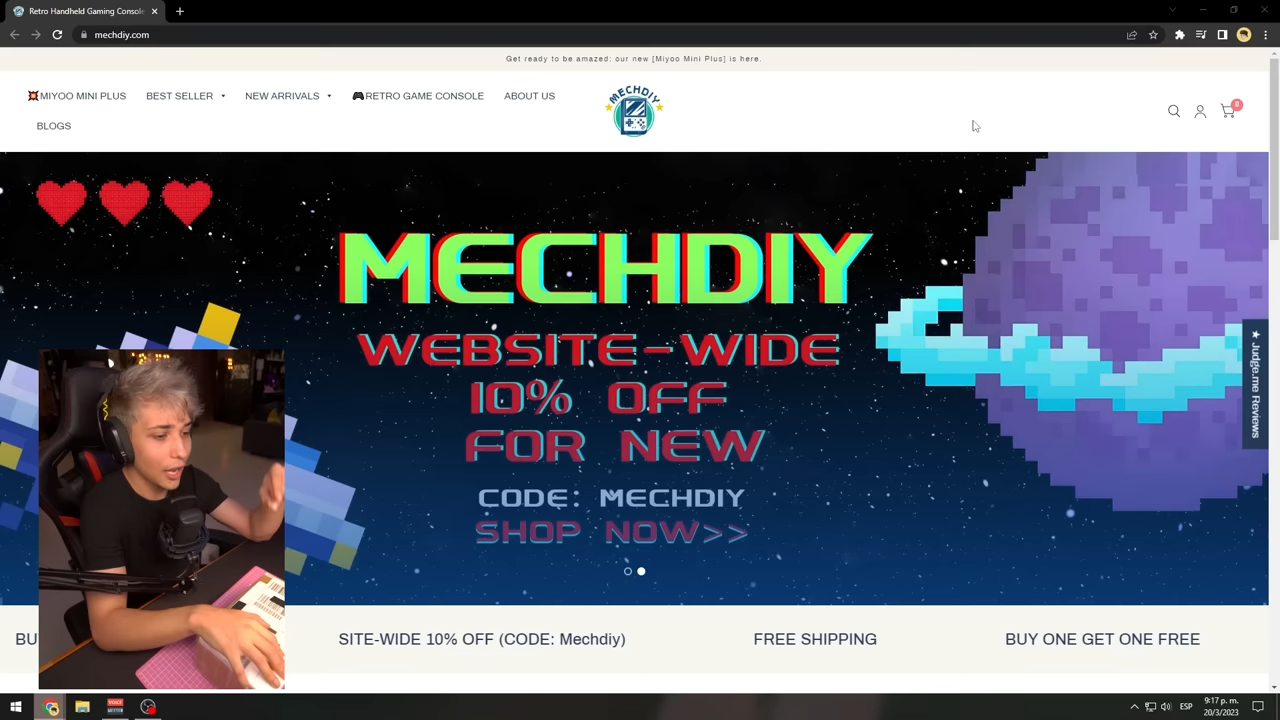 Retro Handheld Gaming Console
mechdiy.com
Get ready to be amazed: our new [Miyoo Mini Plus] is here.
MIYOO MINI PLUS
BEST SELLER
NEW ARRIVALS
RETRO GAME CONSOLE
ABOUT US
BLOGS
MECHDIY
0
MECHDIY
WEBSITE-WIDE
10% OFF
FOR NEW
CODE: MECHDIY
SHOP NOW>>
★ Judge.me Reviews
BU
SITE-WIDE 10% OFF (CODE: Mechdiy)
FREE SHIPPING
BUY ONE GET ONE FREE
ESP
9:17 p. m.
20/3/2023